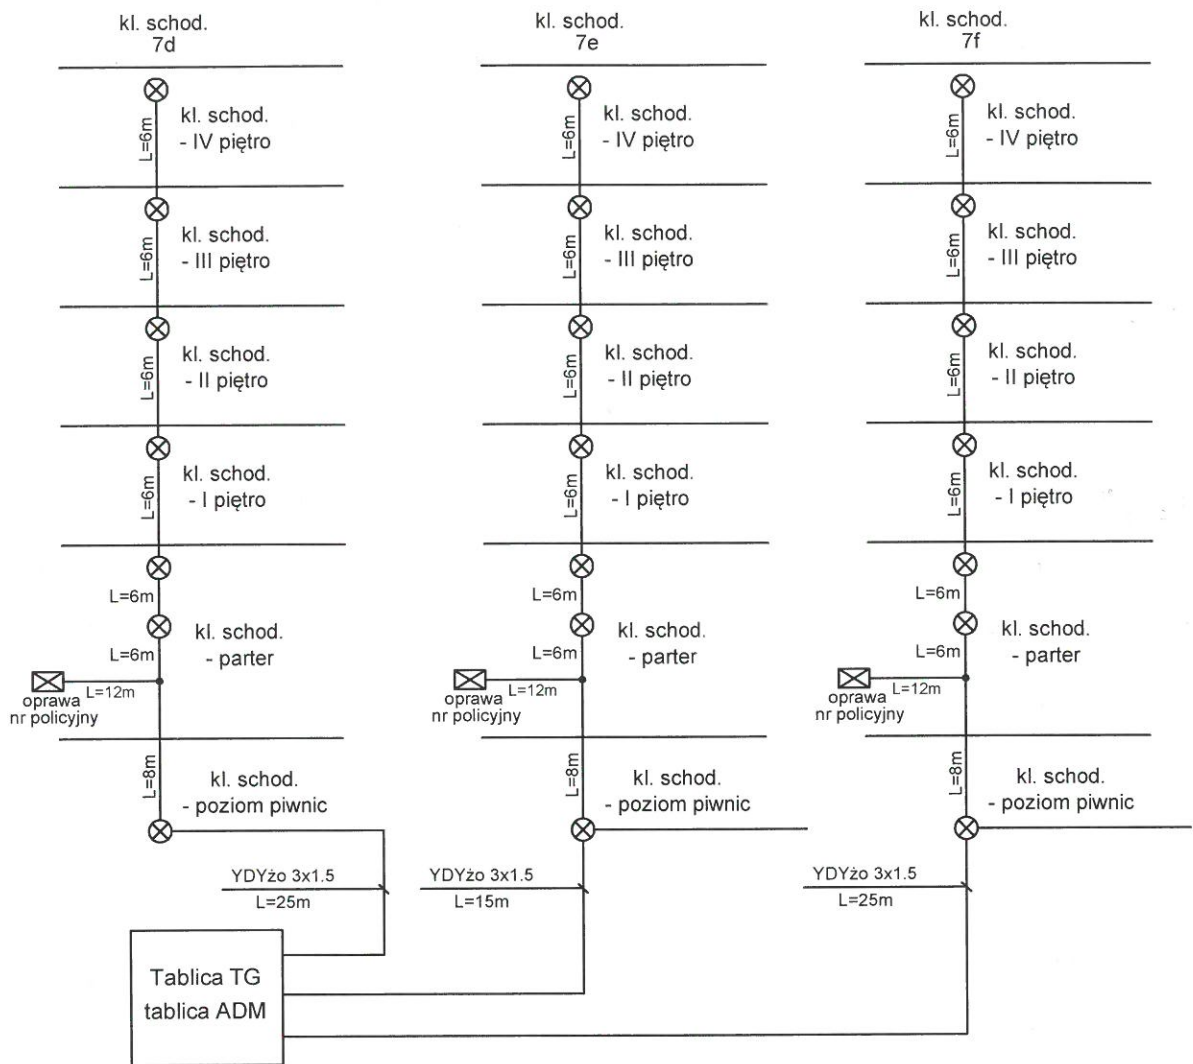 kl. schod.
7d
kl. schod.
7e
kl. schod.
7f
L=6m
kl. schod.
- IV piętro
L=6m
kl. schod.
- IV piętro
L=6m
kl. schod.
- IV piętro
L=6m
kl. schod.
- III piętro
L=6m
kl. schod.
- III piętro
L=6m
kl. schod.
- III piętro
L=6m
kl. schod.
- II piętro
L=6m
kl. schod.
- II piętro
L=6m
kl. schod.
- II piętro
L=6m
kl. schod.
- I piętro
L=6m
kl. schod.
- I piętro
L=6m
kl. schod.
- I piętro
L=6m
L=6m
kl. schod.
- parter
L=12m
oprawa
nr policyjny
L=6m
L=6m
kl. schod.
- parter
L=12m
oprawa
nr policyjny
L=6m
L=6m
kl. schod.
- parter
L=12m
oprawa
nr policyjny
L=8m
kl. schod.
- poziom piwnic
L=8m
kl. schod.
- poziom piwnic
L=8m
kl. schod.
- poziom piwnic
YDYżo 3x1.5
L=25m
YDYżo 3x1.5
L=15m
YDYżo 3x1.5
L=25m
Tablica TG
tablica ADM